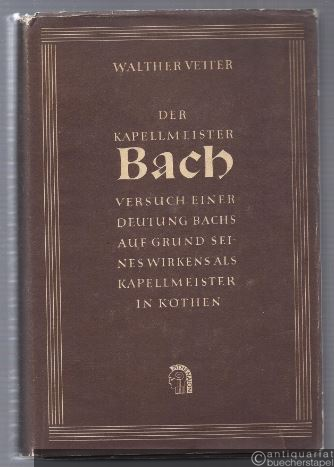 WALTHER VETTER
DER
KAPELLMEISTER
Bach
VERSUCH EINER
DEUTUNG BACHS
AUF GRUND SEI-
NES WIRKENS ALS
KAPELLMEISTER
IN KÖTHEN
ATHENAION
antiquariat
buecherstapel